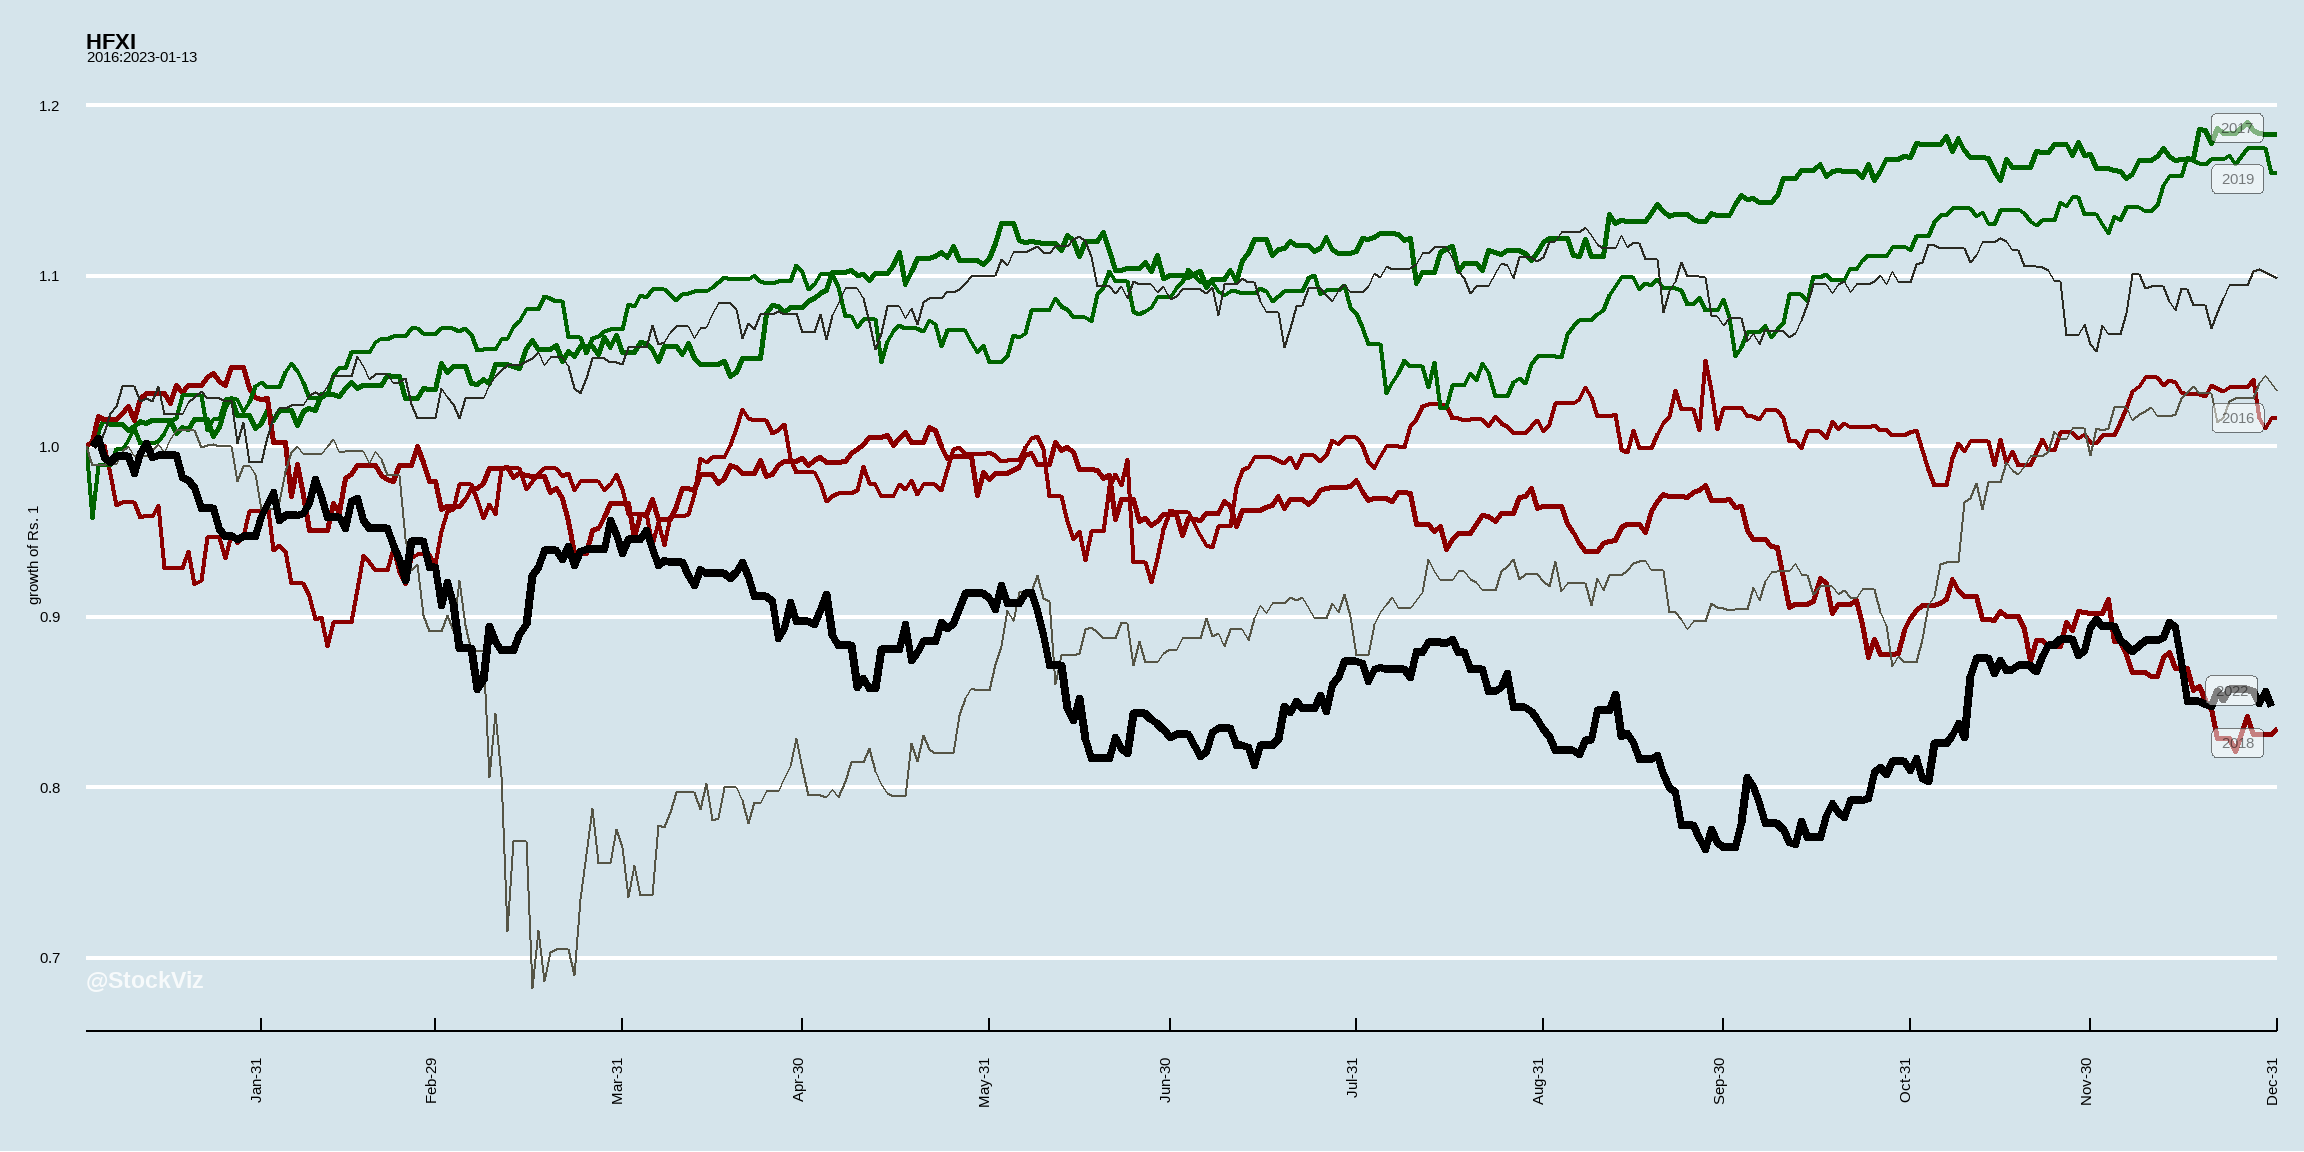 HFXI
2016:2023-01-13
1.2
2017
2019
1.1
1.0
2016
growth of Rs. 1
0.9
2022
2018
0.8
0.7
@StockViz
Jan-31
Feb-29
Mar-31
Apr-30
May-31
Jun-30
Jul-31
Aug-31
Sep-30
Oct-31
Nov-30
Dec-31